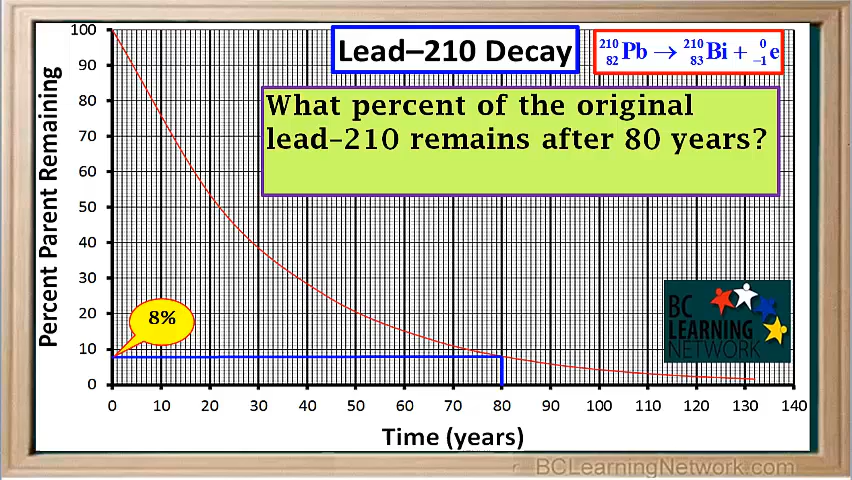 Lead–210 Decay
²¹⁰₈₂Pb → ²¹⁰₈₃Bi + ⁰₋₁e
What percent of the original
lead-210 remains after 80 years?
Percent Parent Remaining
100
90
80
70
60
50
40
30
20
10
0
8%
BC
LEARNING
NETWORK
0 10 20 30 40 50 60 70 80 90 100 110 120 130 140
Time (years)
BCLearningNetwork.com